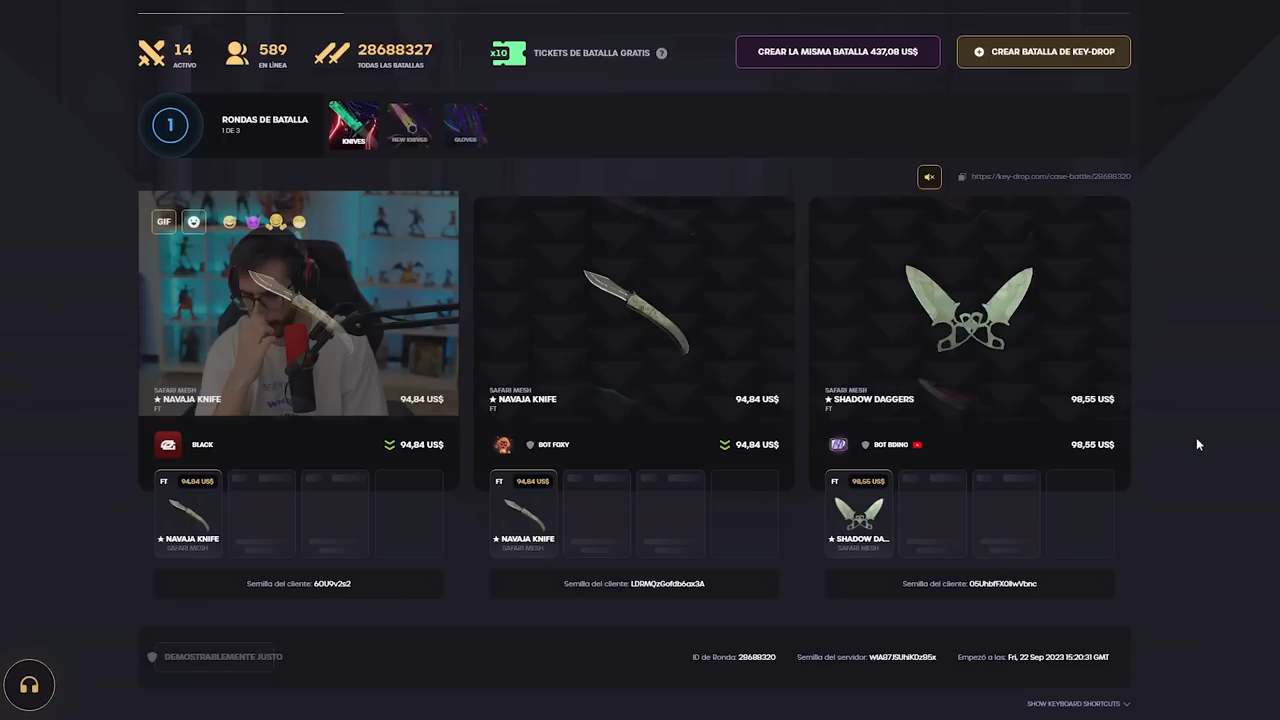 14
ACTIVO
589
EN LÍNEA
28688327
TODAS LAS BATALLAS
x10
TICKETS DE BATALLA GRATIS ?
CREAR LA MISMA BATALLA 437,08 US$
CREAR BATALLA DE KEY-DROP
1
RONDAS DE BATALLA
1 DE 3
KNIVES
NEW KNIVES
GLOVES
https://key-drop.com/case-battle/28688320
GIF
SAFARI MESH
★ NAVAJA KNIFE 94,84 US$
FT
SAFARI MESH
★ NAVAJA KNIFE 94,84 US$
FT
SAFARI MESH
★ SHADOW DAGGERS 98,55 US$
FT
BLACK 94,84 US$
BOT FOXY 94,84 US$
BOT BDINO 98,55 US$
FT 94,84 US$
★ NAVAJA KNIFE
SAFARI MESH
FT 94,84 US$
★ NAVAJA KNIFE
SAFARI MESH
FT 98,55 US$
★ SHADOW DA...
SAFARI MESH
Semilla del cliente: 6OU9v2s2
Semilla del cliente: LDRMQzGofdb6ax3A
Semilla del cliente:
DEMOSTRABLEMENTE JUSTO
ID de Ronda: 28688320
Semilla del servidor:
Empezó a las: Fri, 22 Sep 2023 15:20:31 GMT
SHOW KEYBOARD SHORTCUTS